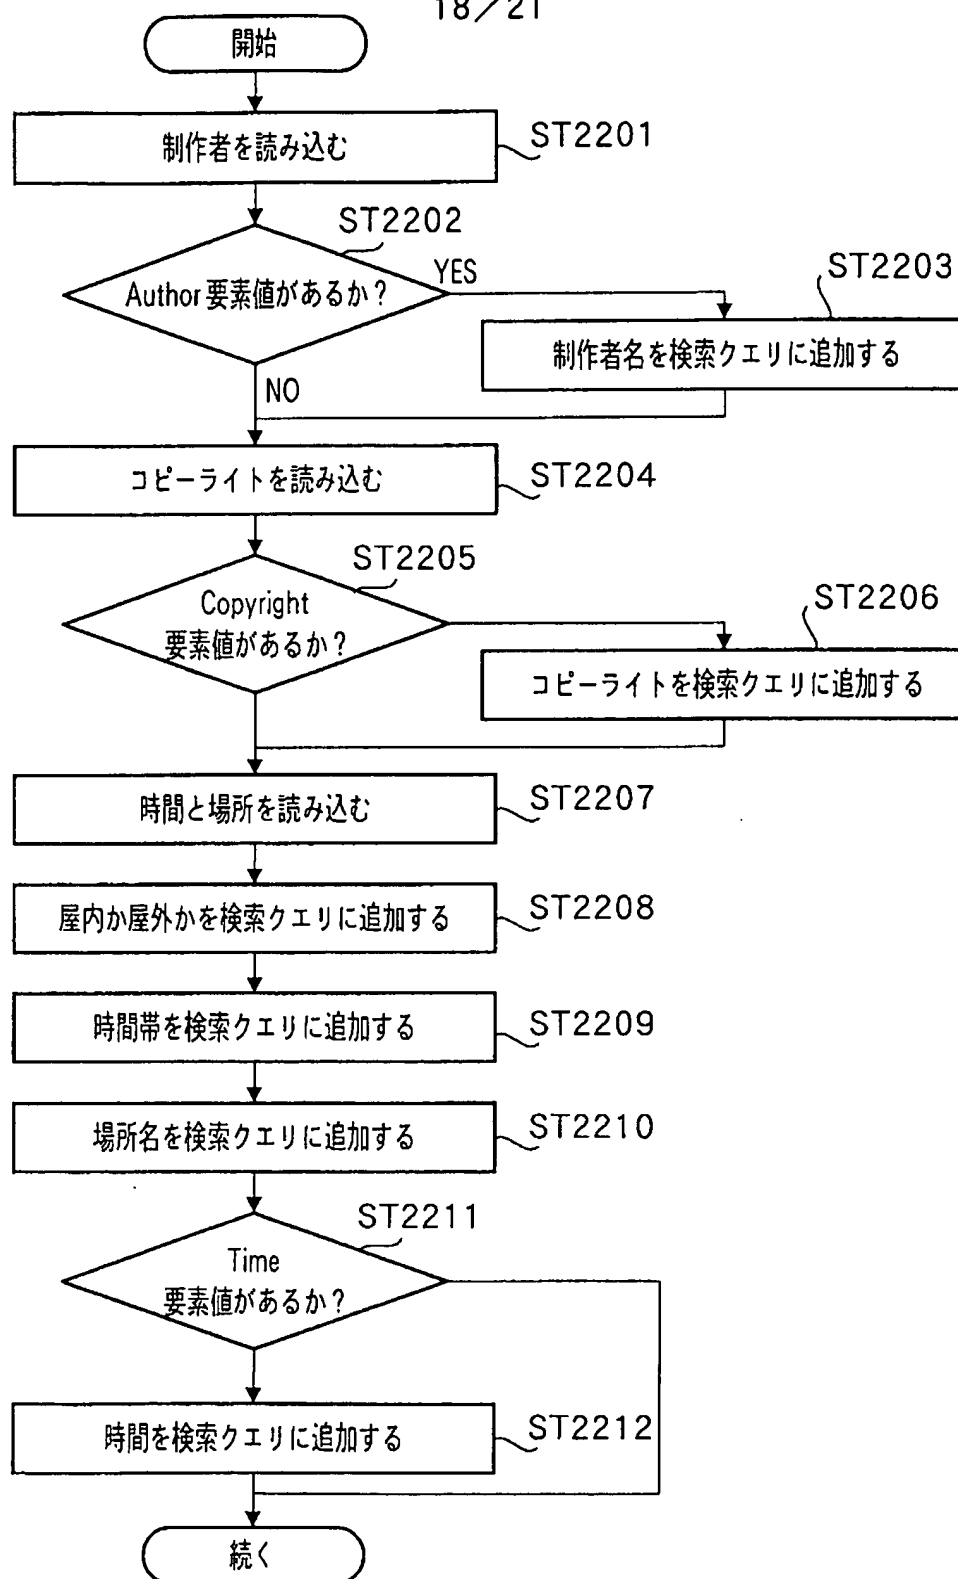 18/21
開始
制作者を読み込む
ST2201
ST2202
Author要素値があるか?
YES
ST2203
制作者名を検索クエリに追加する
NO
コピーライトを読み込む
ST2204
ST2205
Copyright
要素値があるか?
ST2206
コピーライトを検索クエリに追加する
時間と場所を読み込む
ST2207
屋内か屋外かを検索クエリに追加する
ST2208
時間帯を検索クエリに追加する
ST2209
場所名を検索クエリに追加する
ST2210
ST2211
Time
要素値があるか?
時間を検索クエリに追加する
ST2212
続く